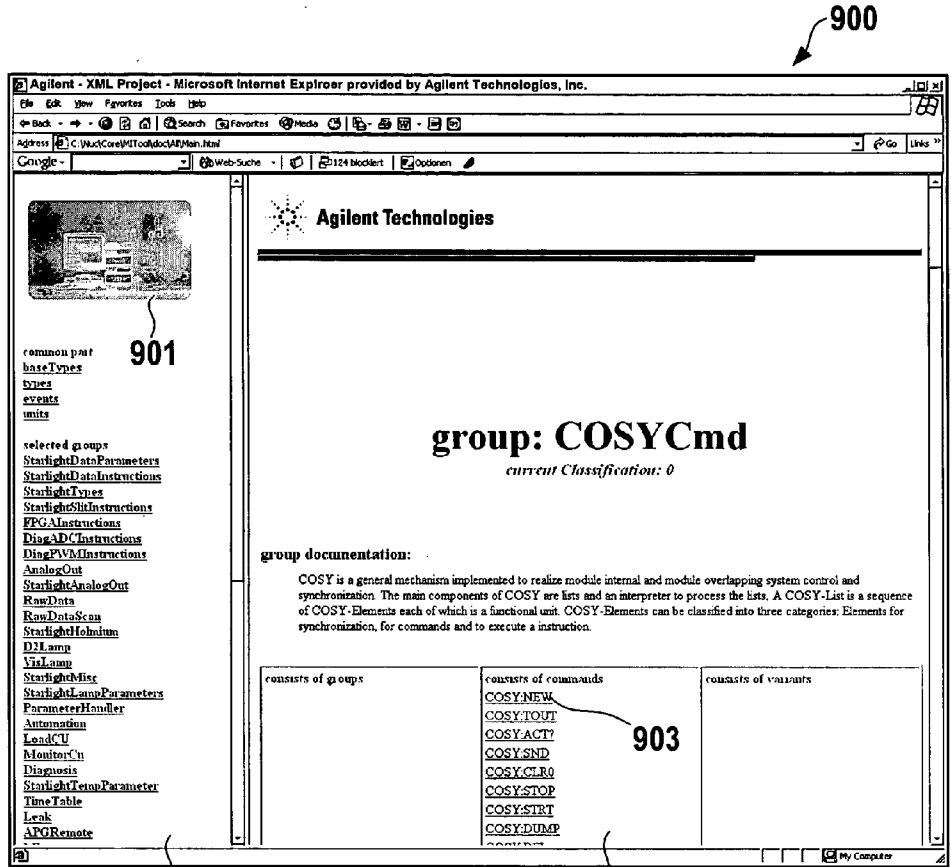 900
Agilent - XML Project - Microsoft Internet Explroer provided by Agilent Technologies, Inc.
File Edit View Favorites Tools Help
Back Search Favorites Media
Address C:\Nucl\Core\MITool\doc\All\Main.html Go Links »
Google Web-Suche 124 blockiert Optionen
901
common part
baseTypes
types
events
units
selected groups
StarlightDataParameters
StarlightDataInstructions
StarlightTypes
StarlightSlitInstructions
FPGAInstructions
DiagADCInstructions
DiagPWMInstructions
AnalogOut
StarlightAnalogOut
RawData
RawDataScan
StarlightHolmium
D2Lamp
VisLamp
StarlightMisc
StarlightLampParameters
ParameterHandler
Automation
LoadCU
MonitorCu
Diagnosis
StarlightTempParameter
TimeTable
Leak
APGRemote
Agilent Technologies
group: COSYCmd
current Classification: 0
group documentation:
COSY is a general mechanism implemented to realize module internal and module overlapping system control and
synchronization. The main components of COSY are lists and an interpreter to process the lists. A COSY-List is a sequence
of COSY-Elements each of which is a functional unit. COSY-Elements can be classified into three categories; Elements for
synchronization, for commands and to execute a instruction.
consists of groups
consists of commands
COSY:NEW
COSY:TOUT
COSY:ACT?
COSY:SND
COSY:CLR0
COSY:STOP
COSY:STRT
COSY:DUMP
903
consists of variants
My Computer